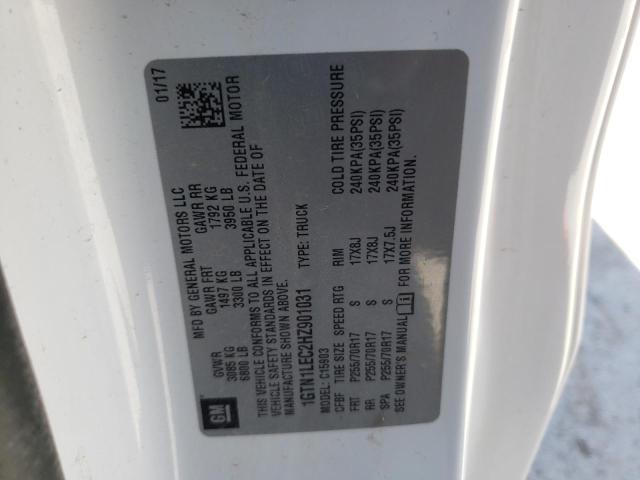 GM
MFD BY GENERAL MOTORS LLC
01/17
GVWR GAWR FRT GAWR RR
3085 KG 1497 KG 1792 KG
6800 LB 3300 LB 3950 LB
THIS VEHICLE CONFORMS TO ALL APPLICABLE U.S. FEDERAL MOTOR
VEHICLE SAFETY STANDARDS IN EFFECT ON THE DATE OF
MANUFACTURE SHOWN ABOVE.
1GTN1LEC2HZ901031 TYPE: TRUCK
MODEL: C15903
CFBF TIRE SIZE SPEED RTG RIM COLD TIRE PRESSURE
FRT P255/70R17 S 17X8J 240KPA(35PSI)
RR P255/70R17 S 17X8J 240KPA(35PSI)
SPA P255/70R17 S 17X7.5J 240KPA(35PSI)
SEE OWNER'S MANUAL FOR MORE INFORMATION.